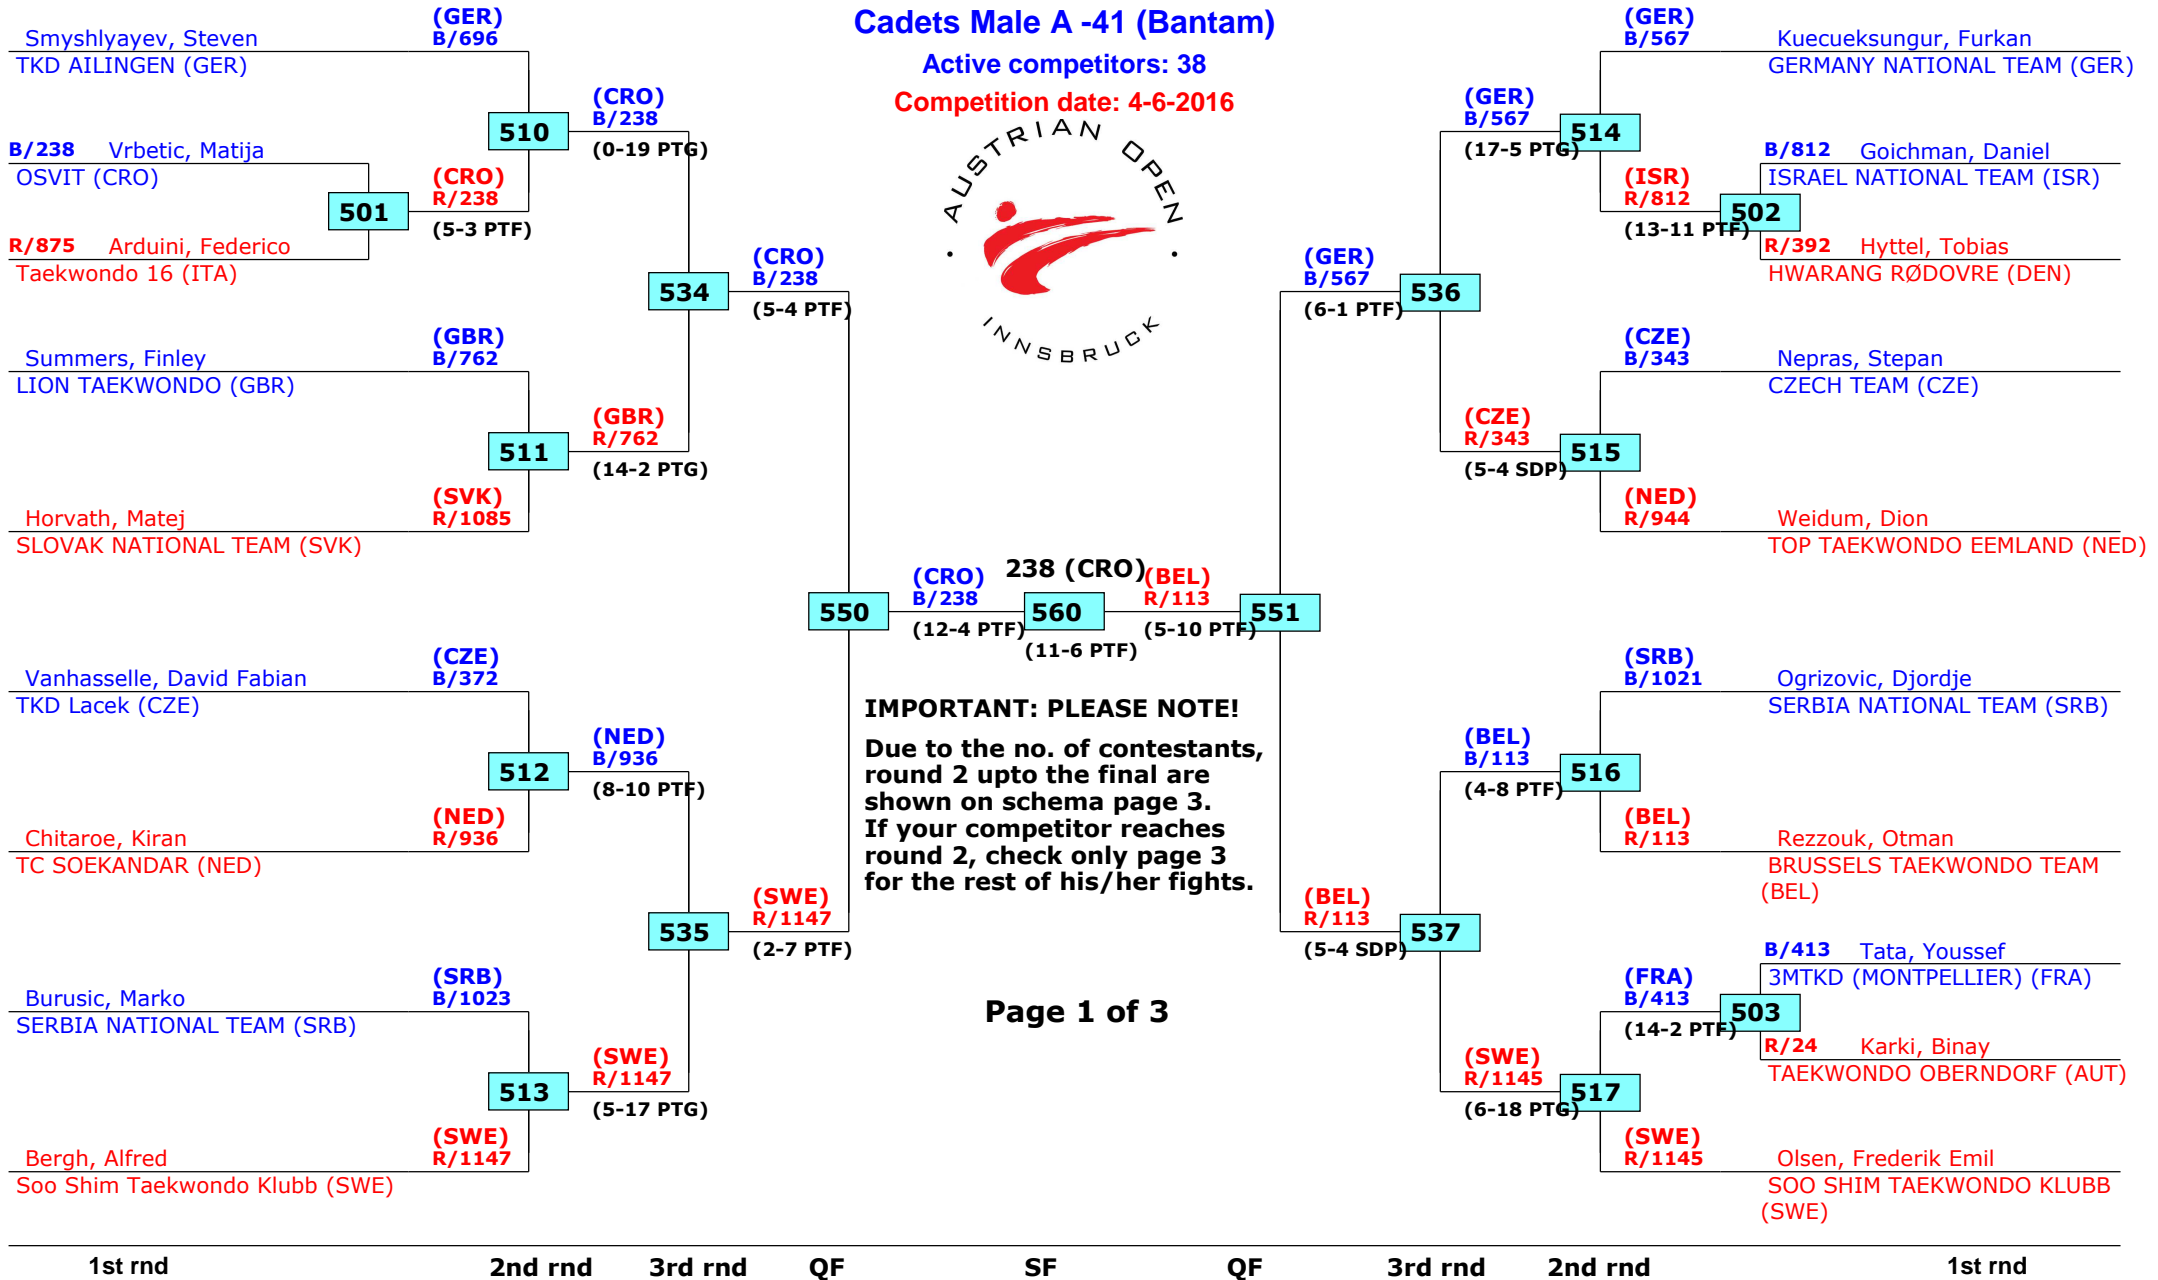 Cadets Male A -41 (Bantam)
Active competitors: 38
Competition date: 4-6-2016
AUSTRIAN OPEN
INNSBRUCK
(GER)
B/696
Smyshlyayev, Steven
TKD AILINGEN (GER)
B/238 Vrbetic, Matija
OSVIT (CRO)
501
R/875 Arduini, Federico
Taekwondo 16 (ITA)
(CRO)
R/238
(5-3 PTF)
510
(CRO)
B/238
(0-19 PTG)
(GBR)
B/762
Summers, Finley
LION TAEKWONDO (GBR)
511
(GBR)
R/762
(14-2 PTG)
(SVK)
R/1085
Horvath, Matej
SLOVAK NATIONAL TEAM (SVK)
534
(CRO)
B/238
(5-4 PTF)
(CZE)
B/372
Vanhasselle, David Fabian
TKD Lacek (CZE)
512
(NED)
B/936
(8-10 PTF)
(NED)
R/936
Chitaroe, Kiran
TC SOEKANDAR (NED)
535
(SWE)
R/1147
(2-7 PTF)
(SRB)
B/1023
Burusic, Marko
SERBIA NATIONAL TEAM (SRB)
513
(SWE)
R/1147
(5-17 PTG)
(SWE)
R/1147
Bergh, Alfred
Soo Shim Taekwondo Klubb (SWE)
550
(CRO)
B/238
(12-4 PTF)
238 (CRO)
560
(11-6 PTF)
(BEL)
R/113
(5-10 PTF)
551
IMPORTANT: PLEASE NOTE!
Due to the no. of contestants,
round 2 upto the final are
shown on schema page 3.
If your competitor reaches
round 2, check only page 3
for the rest of his/her fights.
Page 1 of 3
(GER)
B/567
Kuecueksungur, Furkan
GERMANY NATIONAL TEAM (GER)
(GER)
B/567
(17-5 PTG)
514
B/812 Goichman, Daniel
ISRAEL NATIONAL TEAM (ISR)
(ISR)
R/812
(13-11 PTF)
502
R/392 Hyttel, Tobias
HWARANG RØDOVRE (DEN)
(GER)
B/567
(6-1 PTF)
536
(CZE)
B/343
Nepras, Stepan
CZECH TEAM (CZE)
(CZE)
R/343
(5-4 SDP)
515
(NED)
R/944
Weidum, Dion
TOP TAEKWONDO EEMLAND (NED)
(SRB)
B/1021
Ogrizovic, Djordje
SERBIA NATIONAL TEAM (SRB)
(BEL)
B/113
(4-8 PTF)
516
(BEL)
R/113
Rezzouk, Otman
BRUSSELS TAEKWONDO TEAM
(BEL)
(BEL)
R/113
(5-4 SDP)
537
B/413 Tata, Youssef
3MTKD (MONTPELLIER) (FRA)
(FRA)
B/413
(14-2 PTF)
503
R/24 Karki, Binay
TAEKWONDO OBERNDORF (AUT)
(SWE)
R/1145
(6-18 PTG)
517
(SWE)
R/1145
Olsen, Frederik Emil
SOO SHIM TAEKWONDO KLUBB
(SWE)
1st rnd 2nd rnd 3rd rnd QF SF QF 3rd rnd 2nd rnd 1st rnd